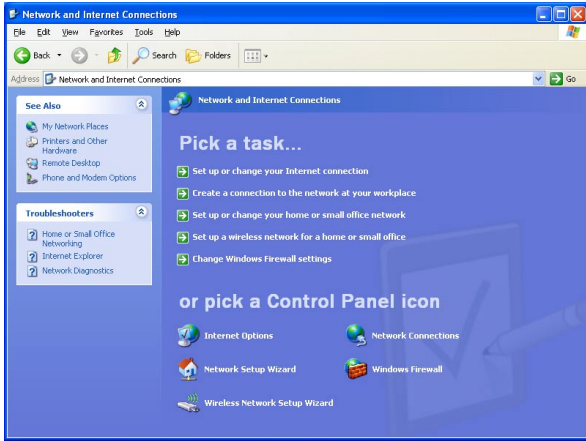 Network and Internet Connections
File Edit View Favorites Tools Help
Back Search Folders
Address Network and Internet Connections Go
See Also
My Network Places
Printers and Other
Hardware
Remote Desktop
Phone and Modem Options
Troubleshooters
Home or Small Office
Networking
Internet Explorer
Network Diagnostics
Network and Internet Connections
Pick a task...
Set up or change your Internet connection
Create a connection to the network at your workplace
Set up or change your home or small office network
Set up a wireless network for a home or small office
Change Windows Firewall settings
or pick a Control Panel icon
Internet Options Network Connections
Network Setup Wizard Windows Firewall
Wireless Network Setup Wizard